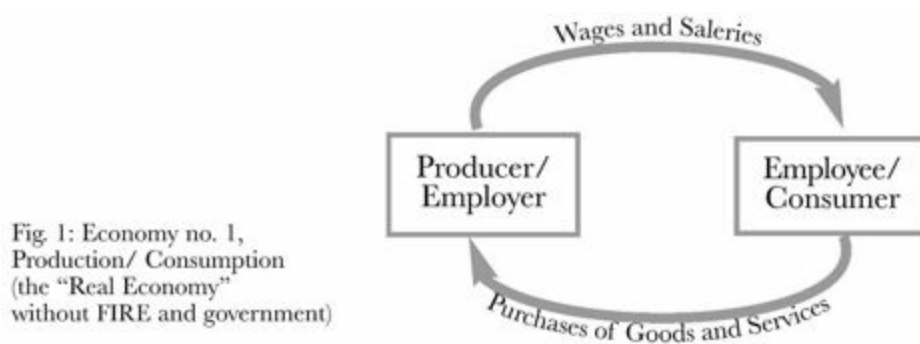 Wages and Saleries
Producer/
Employer
Employee/
Consumer
Fig. 1: Economy no. 1,
Production/ Consumption
(the “Real Economy”
without FIRE and government)
Purchases of Goods and Services